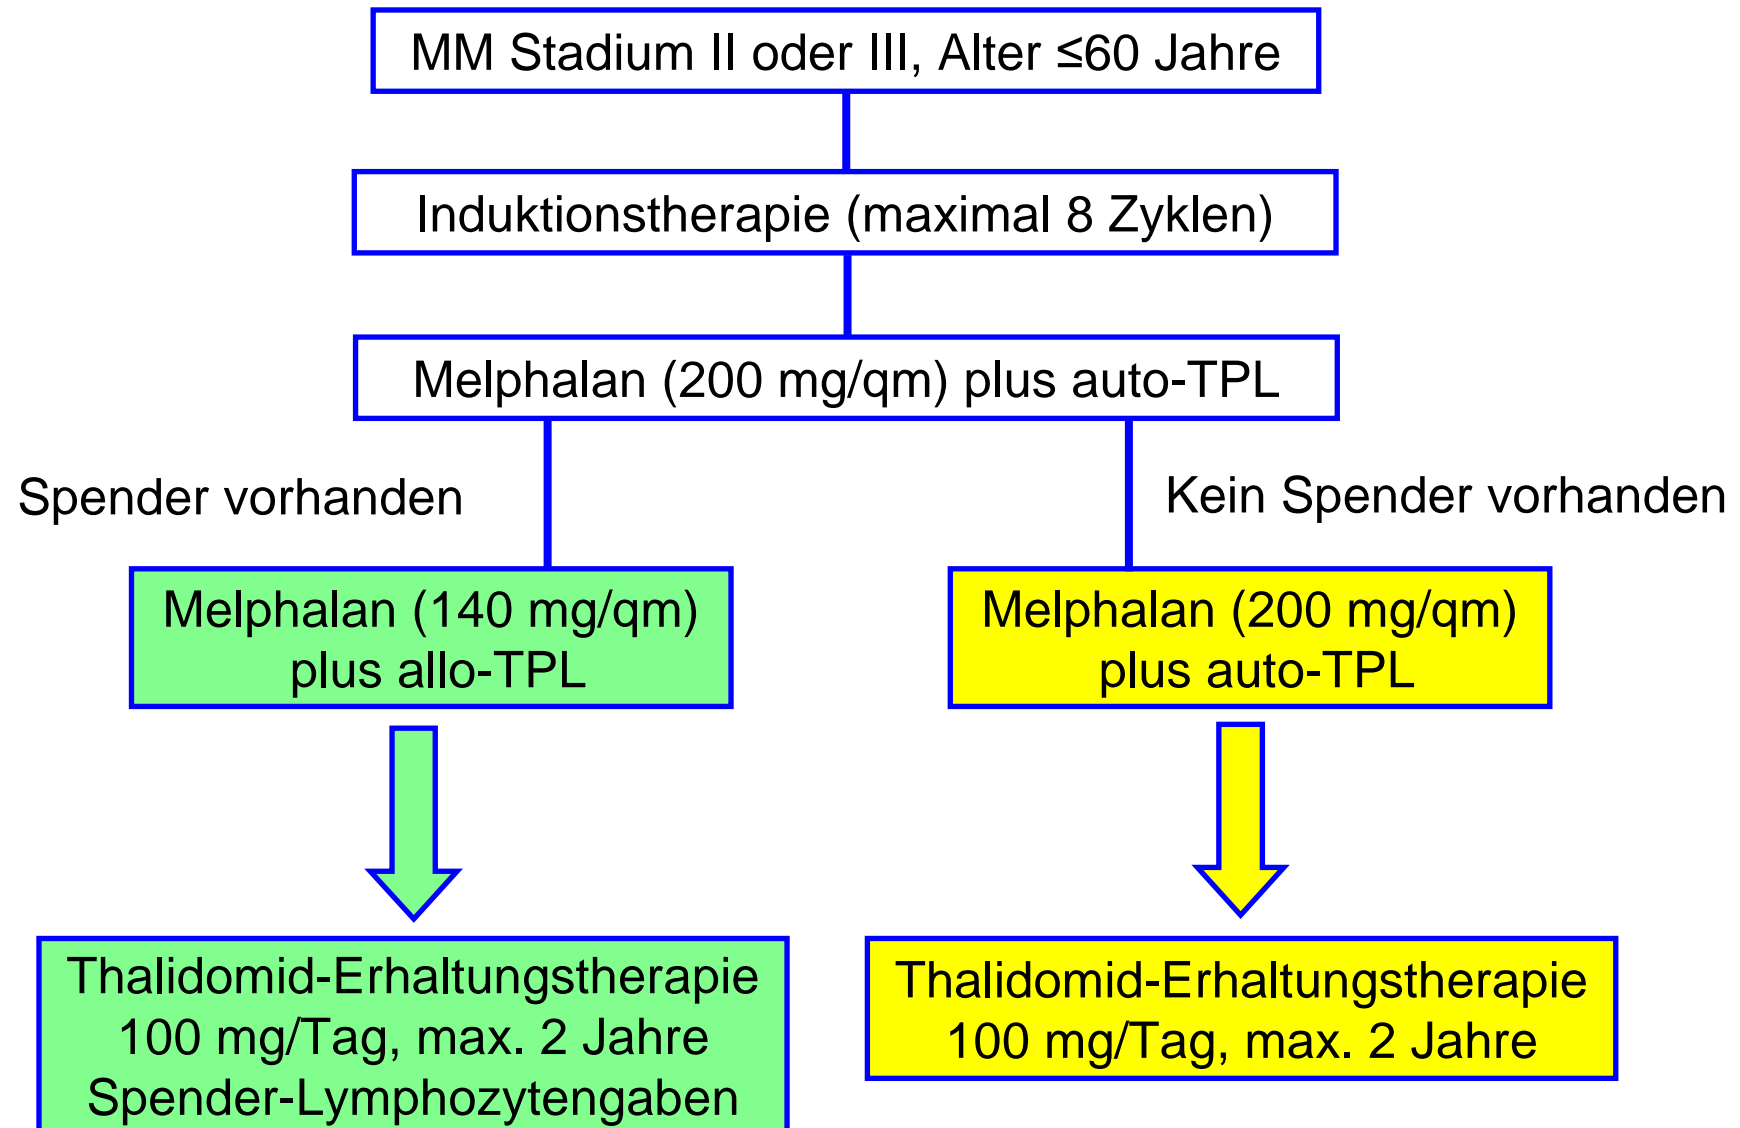 MM Stadium II oder III, Alter ≤60 Jahre
Induktionstherapie (maximal 8 Zyklen)
Melphalan (200 mg/qm) plus auto-TPL
Spender vorhanden
Kein Spender vorhanden
Melphalan (140 mg/qm)
plus allo-TPL
Melphalan (200 mg/qm)
plus auto-TPL
Thalidomid-Erhaltungstherapie
100 mg/Tag, max. 2 Jahre
Spender-Lymphozytengaben
Thalidomid-Erhaltungstherapie
100 mg/Tag, max. 2 Jahre